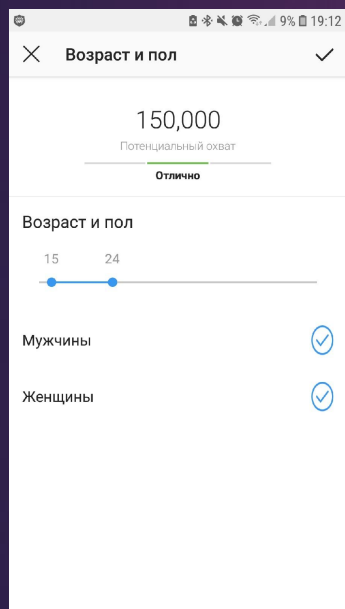 9% 19:12
Возраст и пол
150,000
Потенциальный охват
Отлично
Возраст и пол
15 24
Мужчины
Женщины